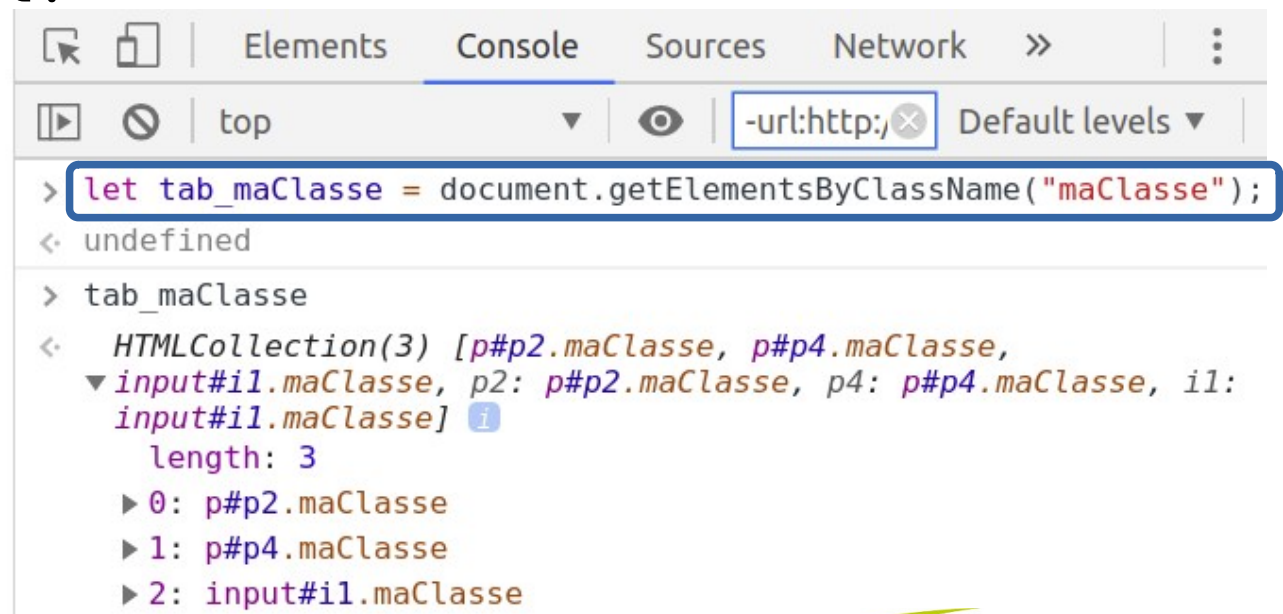 Elements Console Sources Network »
top ▼ -url:http:/ Default levels ▼
> let tab_maClasse = document.getElementsByClassName("maClasse");
<· undefined
> tab_maClasse
<· HTMLCollection(3) [p#p2.maClasse, p#p4.maClasse,
▼ input#i1.maClasse, p2: p#p2.maClasse, p4: p#p4.maClasse, i1:
input#i1.maClasse] i
length: 3
▶ 0: p#p2.maClasse
▶ 1: p#p4.maClasse
▶ 2: input#i1.maClasse